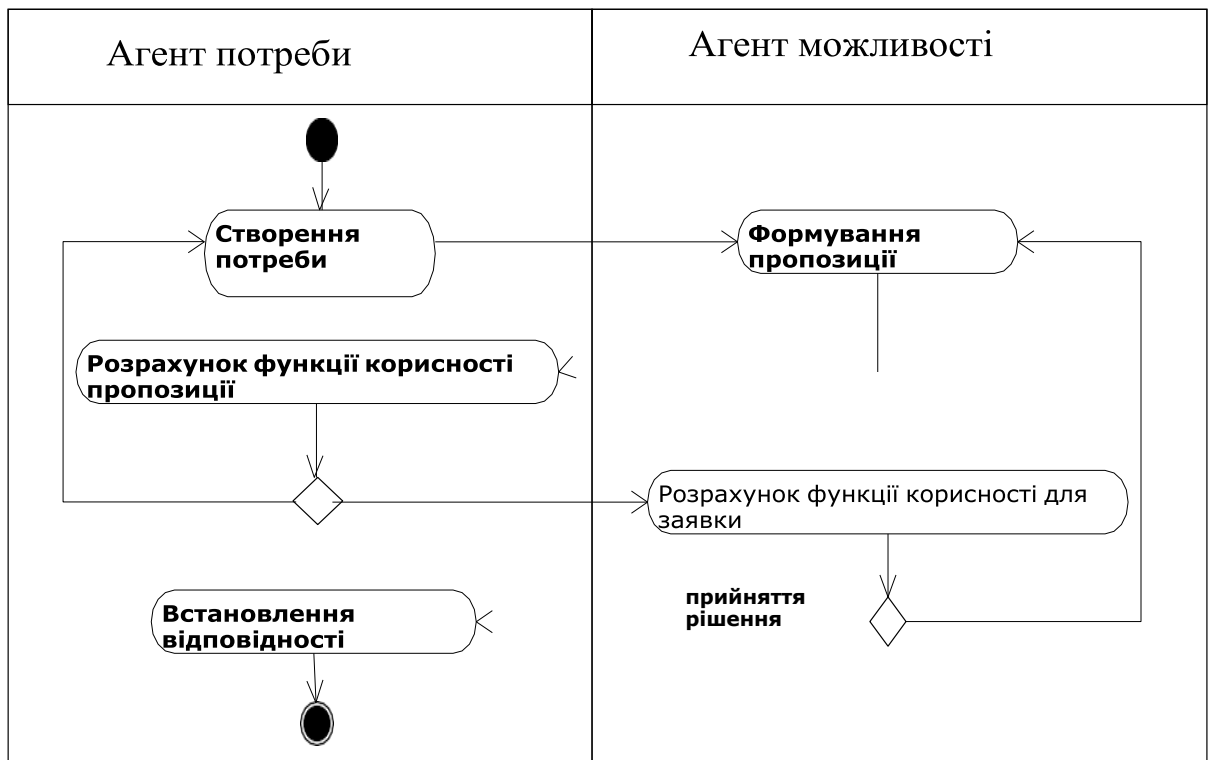 Агент потреби
Агент можливості
Створення
потреби
Формування
пропозиції
Розрахунок функції корисності
пропозиції
Розрахунок функції корисності для
заявки
прийняття
рішення
Встановлення
відповідності